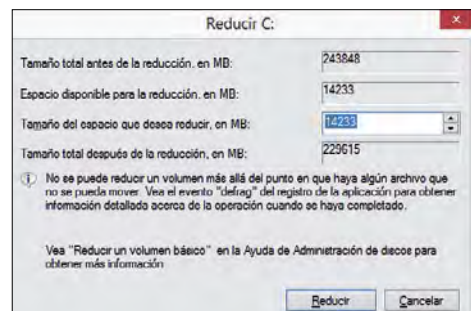 Reducir C:
Tamaño total antes de la reducción, en MB: 243848
Espacio disponible para la reducción, en MB: 14233
Tamaño del espacio que desea reducir, en MB: 14233
Tamaño total después de la reducción, en MB: 229615
No se puede reducir un volumen más allá del punto en que haya algún archivo que
no se pueda mover. Vea el evento "defrag" del registro de la aplicación para obtener
información detallada acerca de la operación cuando se haya completado.
Vea "Reducir un volumen básico" en la Ayuda de Administración de discos para
obtener más información
Reducir Cancelar